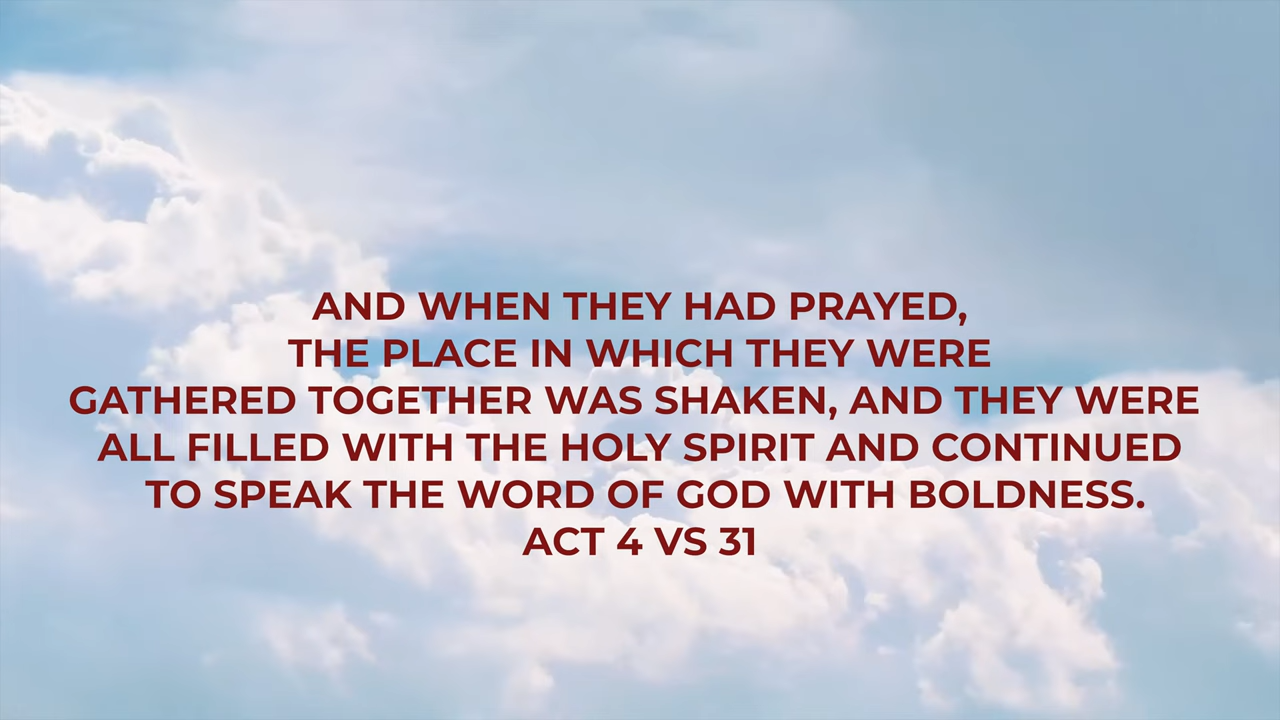 AND WHEN THEY HAD PRAYED,
THE PLACE IN WHICH THEY WERE
GATHERED TOGETHER WAS SHAKEN, AND THEY WERE
ALL FILLED WITH THE HOLY SPIRIT AND CONTINUED
TO SPEAK THE WORD OF GOD WITH BOLDNESS.
ACT 4 VS 31